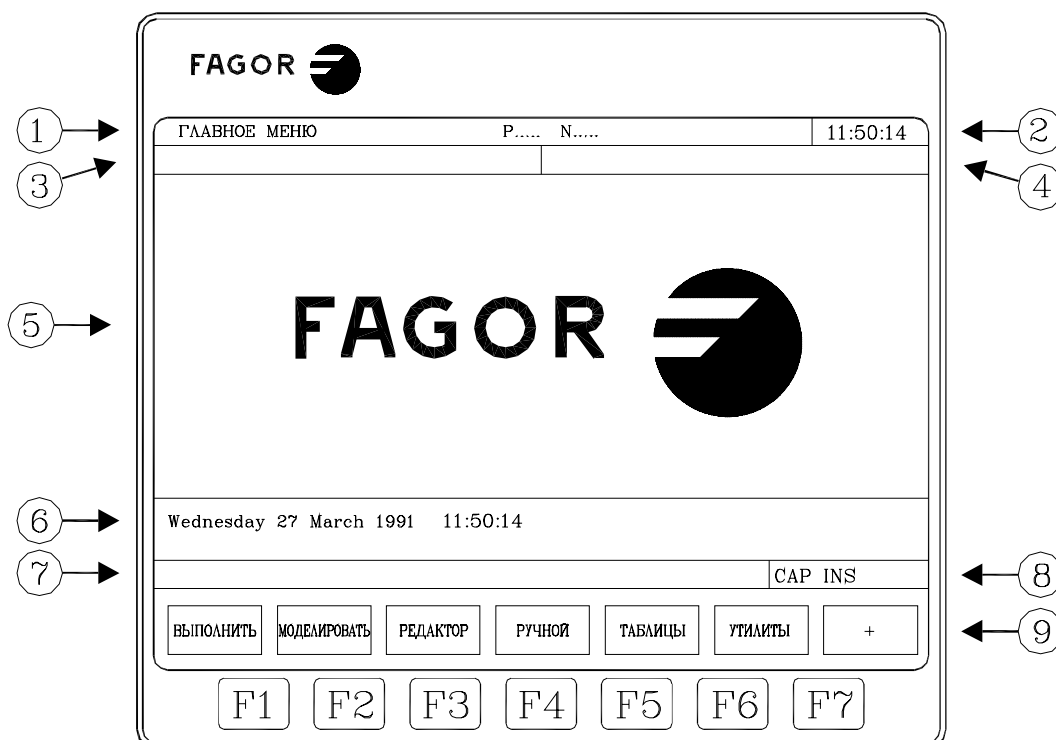 FAGOR
1 ГЛАВНОЕ МЕНЮ P..... N..... 11:50:14 2
3 4
5 FAGOR
6 Wednesday 27 March 1991 11:50:14
7 CAP INS 8
ВЫПОЛНИТЬ МОДЕЛИРОВАТЬ РЕДАКТОР РУЧНОЙ ТАБЛИЦЫ УТИЛИТЫ + 9
F1 F2 F3 F4 F5 F6 F7